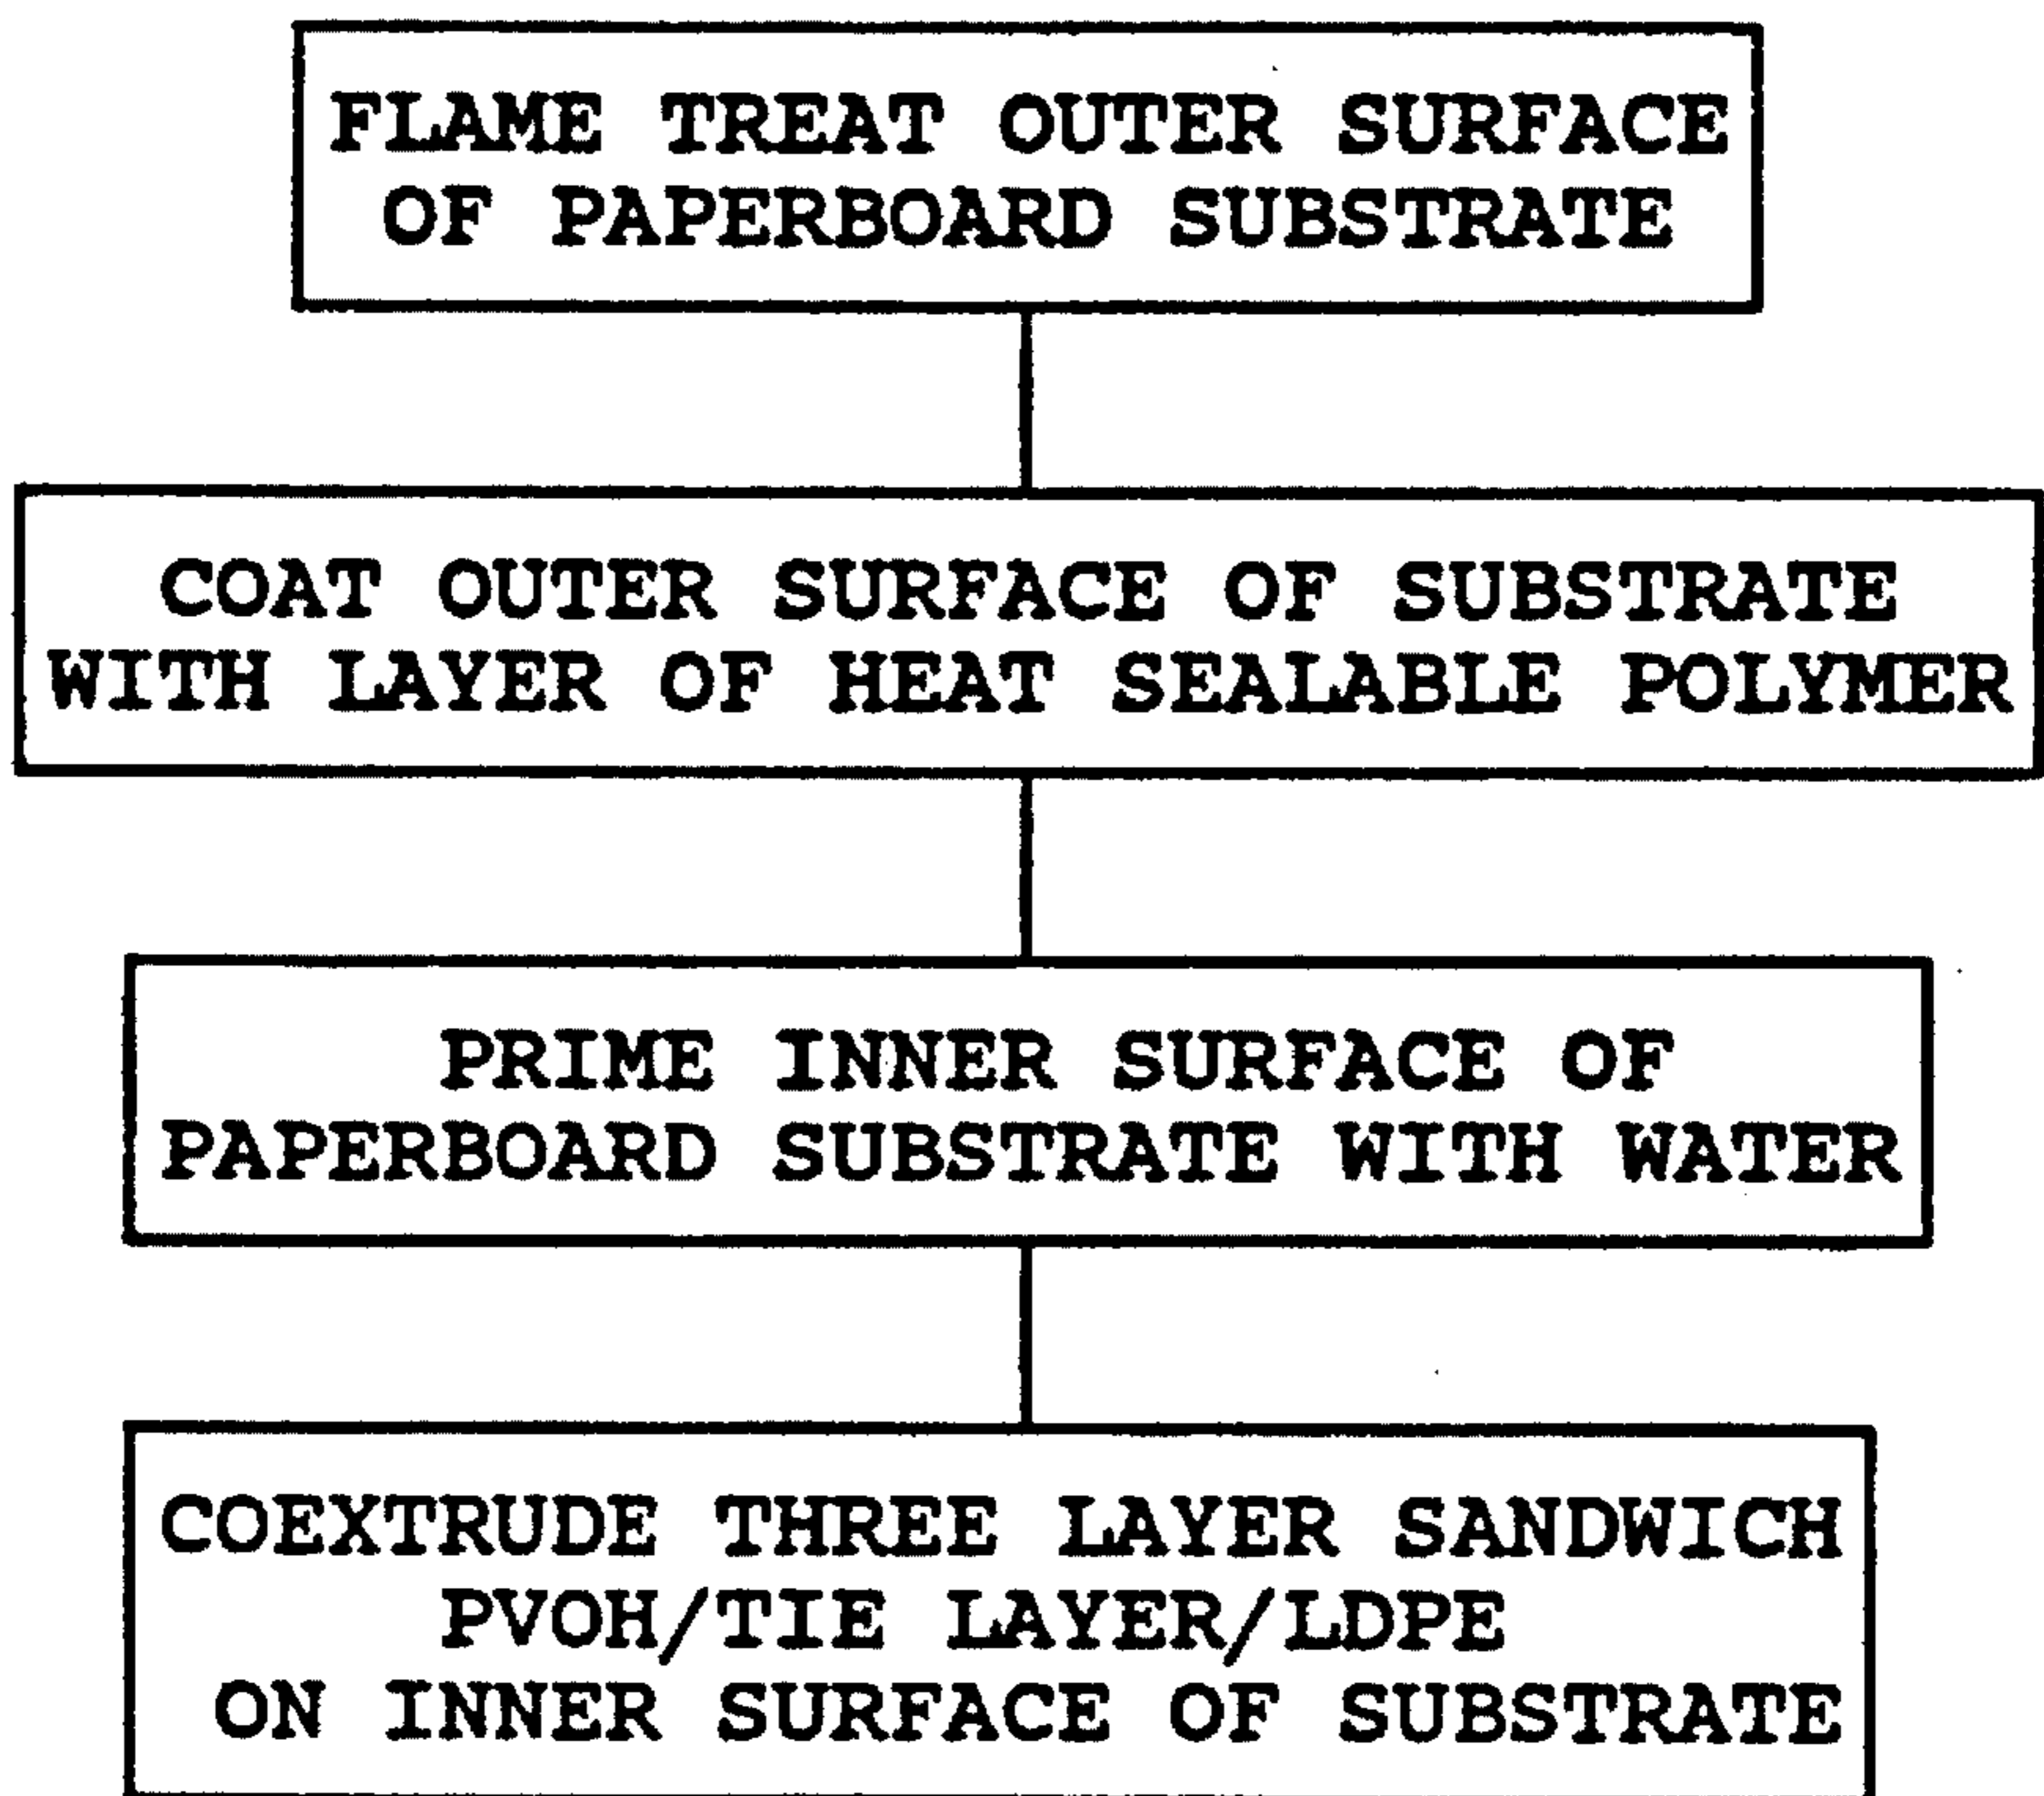 FLAME TREAT OUTER SURFACE
OF PAPERBOARD SUBSTRATE
COAT OUTER SURFACE OF SUBSTRATE
WITH LAYER OF HEAT SEALABLE POLYMER
PRIME INNER SURFACE OF
PAPERBOARD SUBSTRATE WITH WATER
COEXTRUDE THREE LAYER SANDWICH
PVOH/TIE LAYER/LDPE
ON INNER SURFACE OF SUBSTRATE